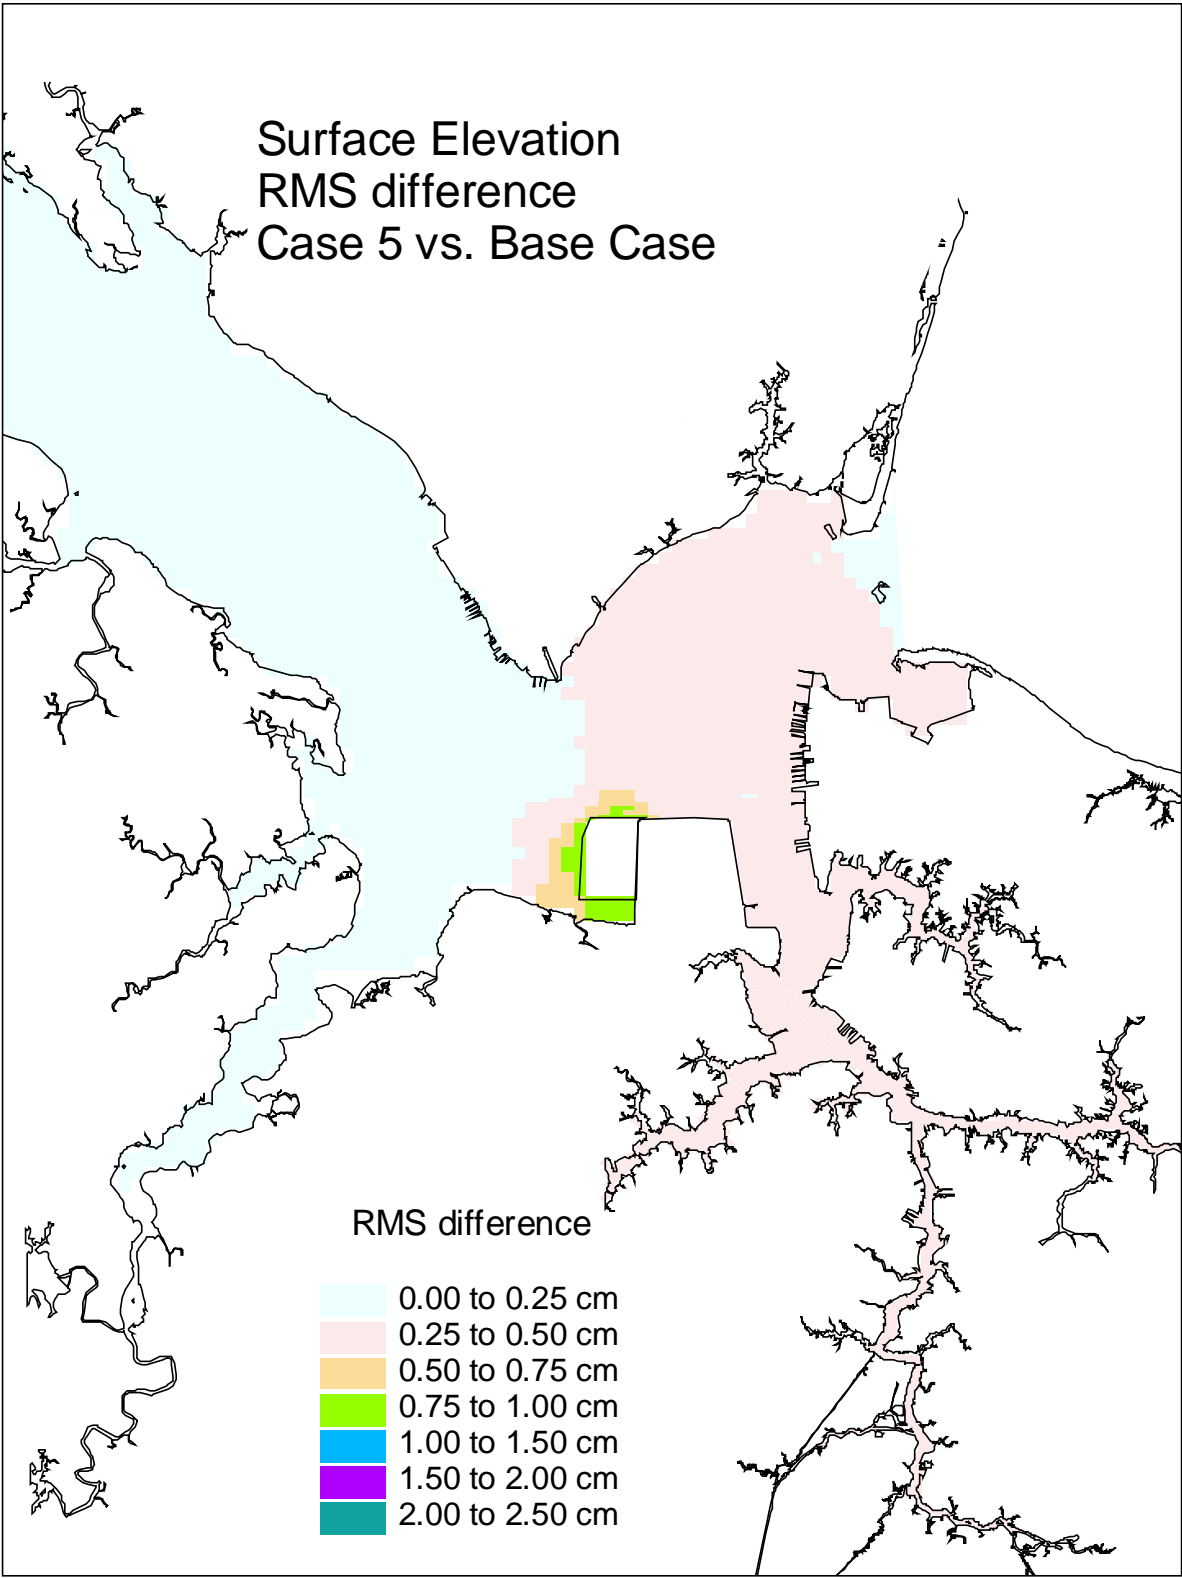 Surface Elevation
RMS difference
Case 5 vs. Base Case
RMS difference
0.00 to 0.25 cm
0.25 to 0.50 cm
0.50 to 0.75 cm
0.75 to 1.00 cm
1.00 to 1.50 cm
1.50 to 2.00 cm
2.00 to 2.50 cm